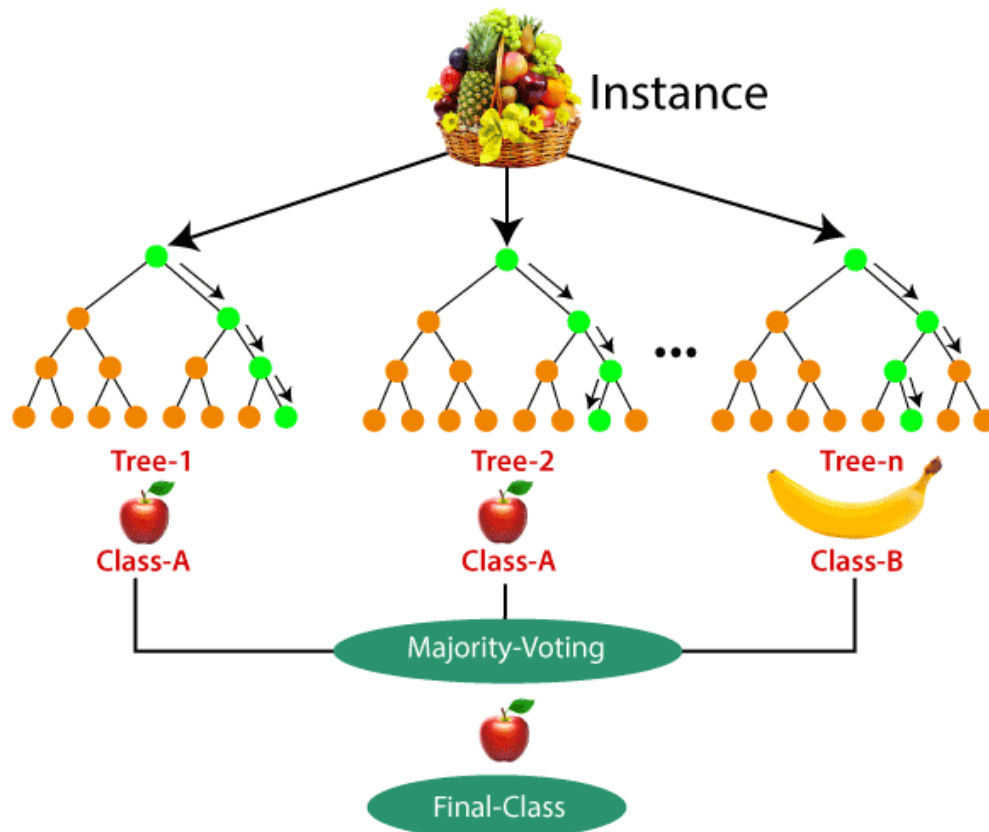 Instance
•••
Tree-1
Tree-2
Tree-n
Class-A
Class-A
Class-B
Majority-Voting
Final-Class